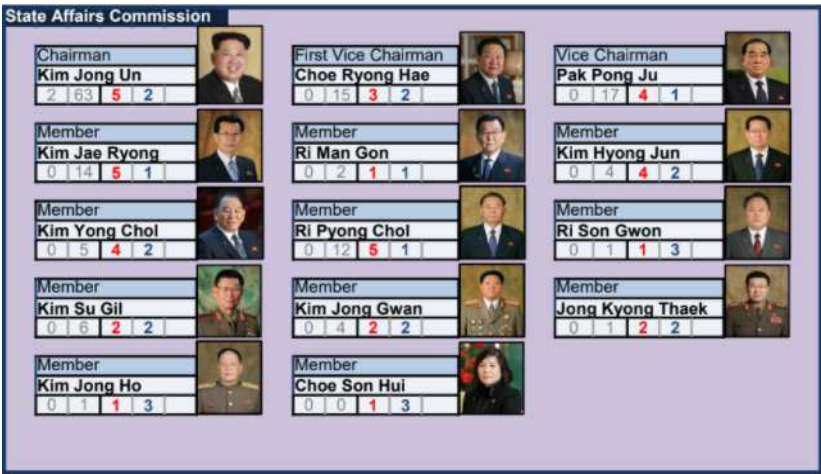 State Affairs Commission
Chairman
Kim Jong Un
2 63 5 2
First Vice Chairman
Choe Ryong Hae
0 15 3 2
Vice Chairman
Pak Pong Ju
0 17 4 1
Member
Kim Jae Ryong
0 14 5 1
Member
Ri Man Gon
0 2 1 1
Member
Kim Hyong Jun
0 4 4 2
Member
Kim Yong Chol
0 5 4 2
Member
Ri Pyong Chol
0 12 5 1
Member
Ri Son Gwon
0 1 1 3
Member
Kim Su Gil
0 6 2 2
Member
Kim Jong Gwan
0 4 2 2
Member
Jong Kyong Thaek
0 1 2 2
Member
Kim Jong Ho
0 1 1 3
Member
Choe Son Hui
0 0 1 3